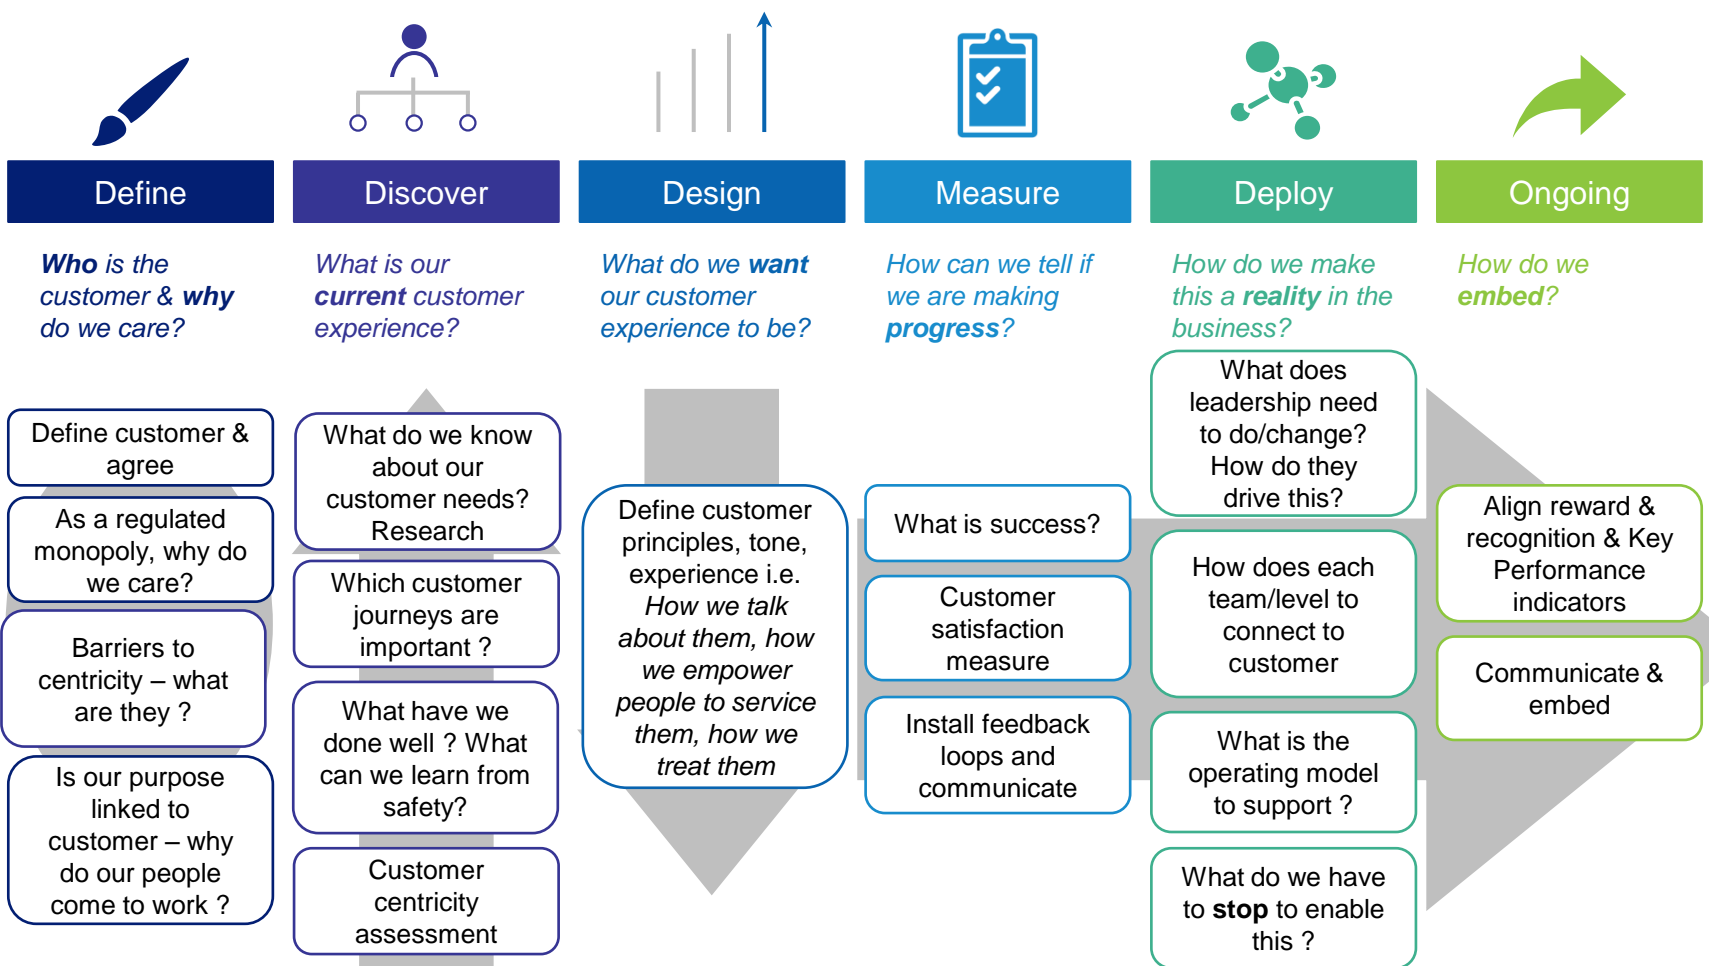 Define
Discover
Design
Measure
Deploy
Ongoing
Who is the
customer & why
do we care?
What is our
current customer
experience?
What do we want
our customer
experience to be?
How can we tell if
we are making
progress?
How do we make
this a reality in the
business?
How do we
embed?
Define customer &
agree
As a regulated
monopoly, why do
we care?
Barriers to
centricity – what
are they ?
Is our purpose
linked to
customer – why
do our people
come to work ?
What do we know
about our
customer needs?
Research
Which customer
journeys are
important ?
What have we
done well ? What
can we learn from
safety?
Customer
centricity
assessment
Define customer
principles, tone,
experience i.e.
How we talk
about them, how
we empower
people to service
them, how we
treat them
What is success?
Customer
satisfaction
measure
Install feedback
loops and
communicate
What does
leadership need
to do/change?
How do they
drive this?
How does each
team/level to
connect to
customer
What is the
operating model
to support ?
What do we have
to stop to enable
this ?
Align reward &
recognition & Key
Performance
indicators
Communicate &
embed